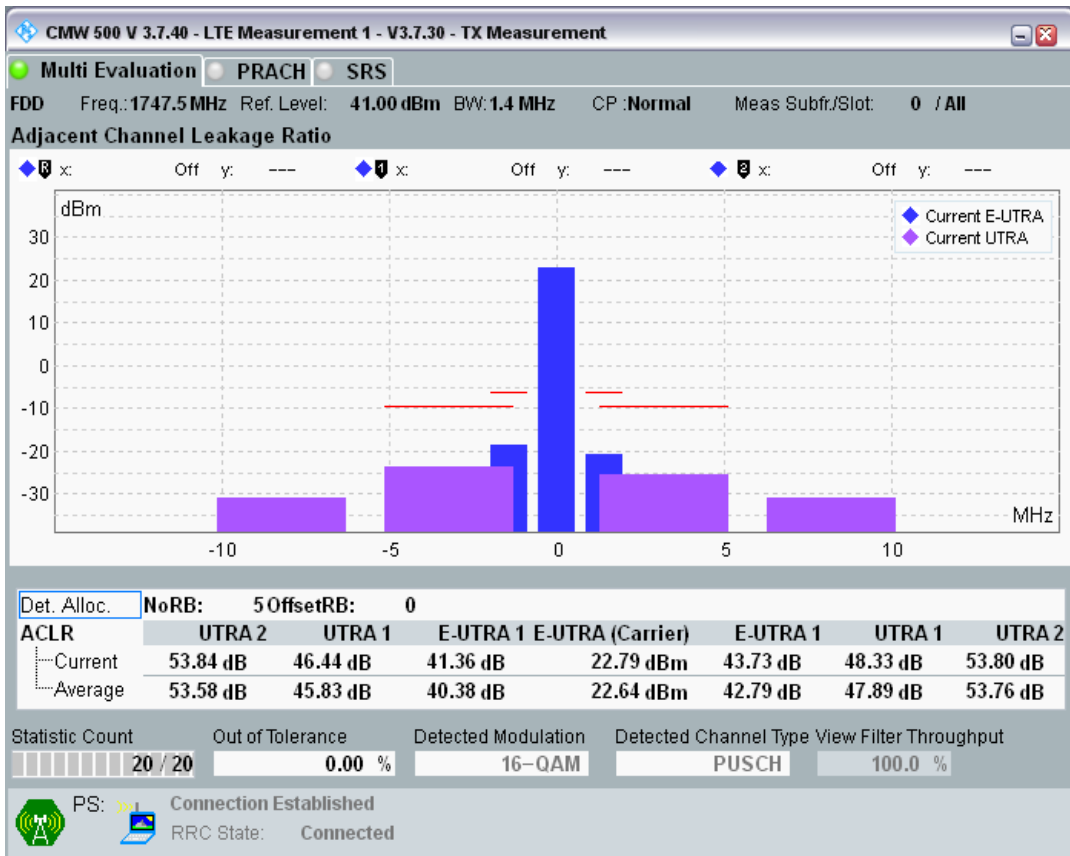 CMW 500 V 3.7.40 - LTE Measurement 1 - V3.7.30 - TX Measurement
Multi Evaluation PRACH SRS
FDD Freq.: 1747.5 MHz Ref. Level: 41.00 dBm BW: 1.4 MHz CP :Normal Meas Subfr./Slot: 0 / All
Adjacent Channel Leakage Ratio
R x: Off y: --- 1 x: Off y: --- 2 x: Off y: ---
dBm
Current E-UTRA
Current UTRA
30
20
10
0
-10
-20
-30
MHz
-10 -5 0 5 10
Det. Alloc. NoRB: 5 OffsetRB: 0
ACLR UTRA 2 UTRA 1 E-UTRA 1 E-UTRA (Carrier) E-UTRA 1 UTRA 1 UTRA 2
Current 53.84 dB 46.44 dB 41.36 dB 22.79 dBm 43.73 dB 48.33 dB 53.80 dB
Average 53.58 dB 45.83 dB 40.38 dB 22.64 dBm 42.79 dB 47.89 dB 53.76 dB
Statistic Count Out of Tolerance Detected Modulation Detected Channel Type View Filter Throughput
20 / 20 0.00 % 16-QAM PUSCH 100.0 %
PS: Connection Established
RRC State: Connected